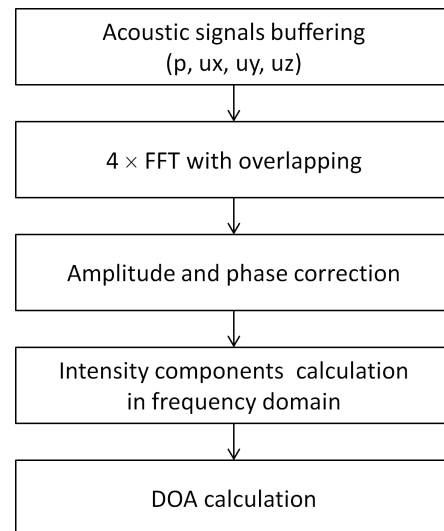 Acoustic signals buffering
(p, ux, uy, uz)
4 × FFT with overlapping
Amplitude and phase correction
Intensity components calculation
in frequency domain
DOA calculation